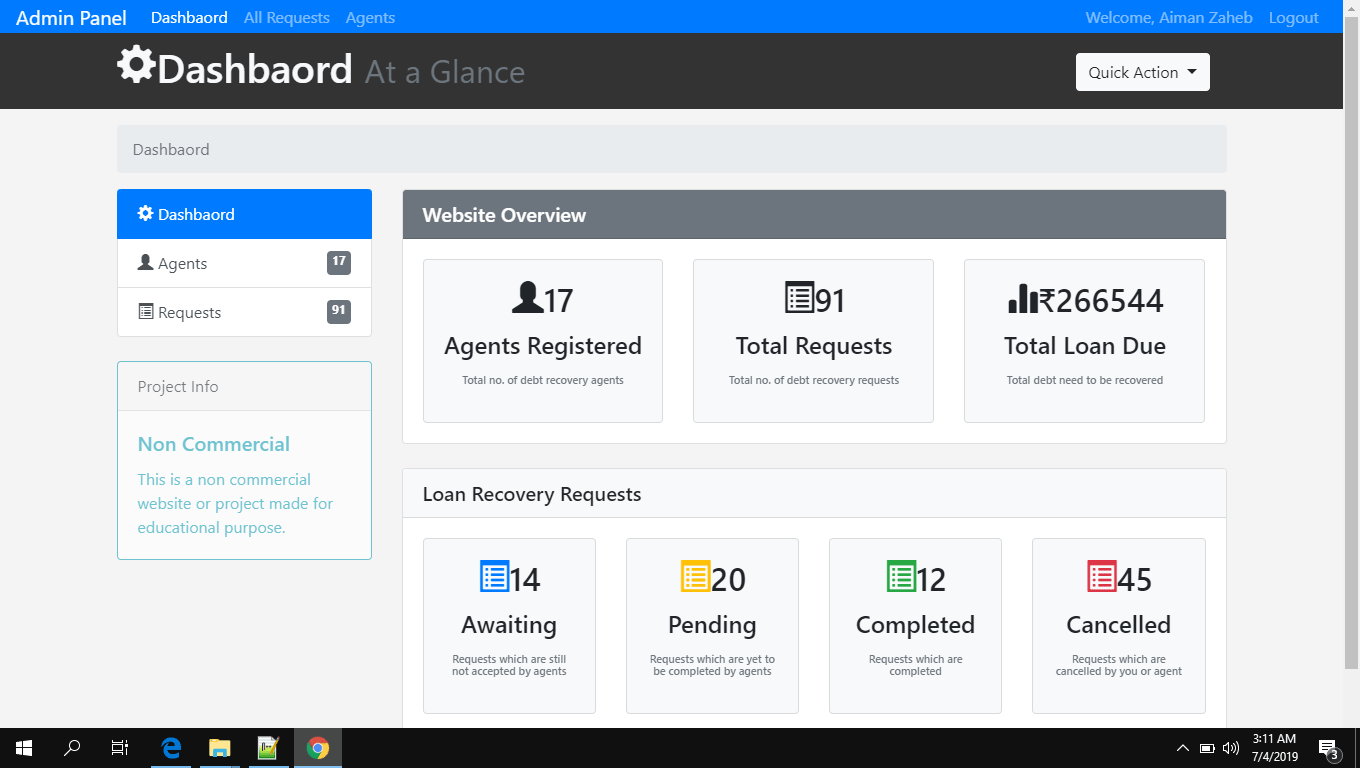 Admin Panel Dashbaord All Requests Agents Welcome, Aiman Zaheb Logout
Dashbaord At a Glance Quick Action
Dashbaord
Dashbaord
Agents 17
Requests 91
Project Info
Non Commercial
This is a non commercial
website or project made for
educational purpose.
Website Overview
17
Agents Registered
Total no. of debt recovery agents
91
Total Requests
Total no. of debt recovery requests
₹266544
Total Loan Due
Total debt need to be recovered
Loan Recovery Requests
14
Awaiting
Requests which are still
not accepted by agents
20
Pending
Requests which are yet to
be completed by agents
12
Completed
Requests which are
completed
45
Cancelled
Requests which are
cancelled by you or agent
3:11 AM
7/4/2019
3